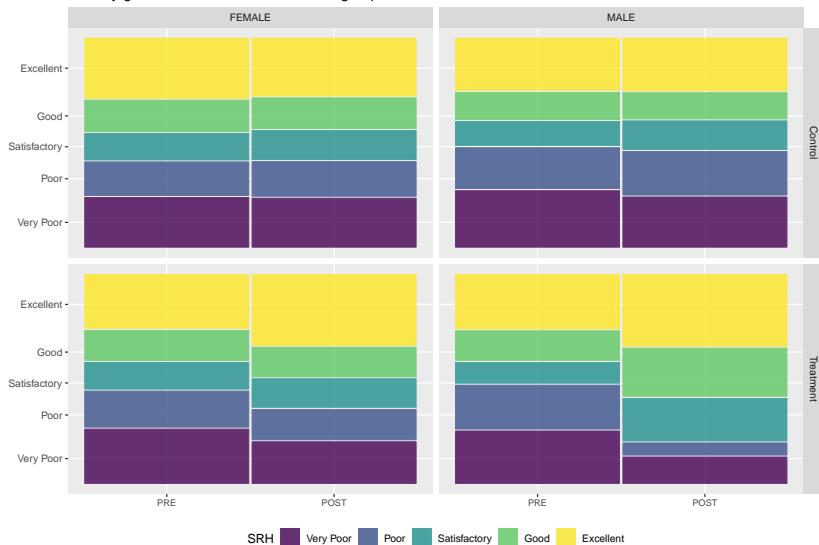 FEMALE
MALE
Excellent
Good
Satisfactory
Poor
Very Poor
Control
Excellent
Good
Satisfactory
Poor
Very Poor
Treatment
PRE
POST
PRE
POST
SRH Very Poor Poor Satisfactory Good Excellent